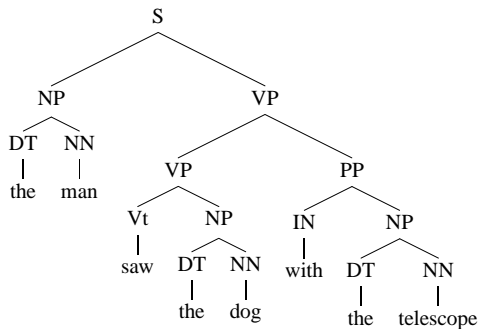 S
NP VP
DT NN VP PP
the man Vt NP IN NP
saw DT NN with DT NN
the dog the telescope